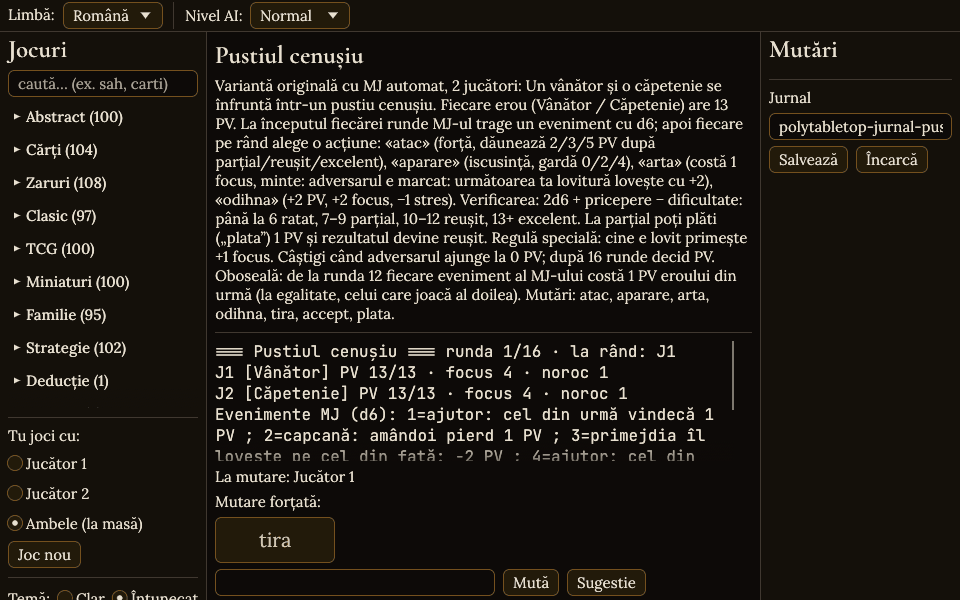 Limbă: Română ▼ Nivel AI: Normal ▼
Jocuri
caută... (ex. sah, carti)
▸ Abstract (100)
▸ Cărți (104)
▸ Zaruri (108)
▸ Clasic (97)
▸ TCG (100)
▸ Miniaturi (100)
▸ Familie (95)
▸ Strategie (102)
▸ Deducție (1)
Tu joci cu:
Jucător 1
Jucător 2
Ambele (la masă)
Joc nou
Temă: Clar Întunecat
Pustiul cenușiu
Variantă originală cu MJ automat, 2 jucători: Un vânător și o căpetenie se
înfruntă într-un pustiu cenușiu. Fiecare erou (Vânător / Căpetenie) are 13
PV. La începutul fiecărei runde MJ-ul trage un eveniment cu d6; apoi fiecare
pe rând alege o acțiune: «atac» (forță, dăunează 2/3/5 PV după
parțial/reușit/excelent), «aparare» (iscusință, gardă 0/2/4), «arta» (costă 1
focus, minte: adversarul e marcat: următoarea ta lovitură lovește cu +2),
«odihna» (+2 PV, +2 focus, −1 stres). Verificarea: 2d6 + pricepere − dificultate:
până la 6 ratat, 7–9 parțial, 10–12 reușit, 13+ excelent. La parțial poți plăti
(„plata”) 1 PV și rezultatul devine reușit. Regulă specială: cine e lovit primește
+1 focus. Câștigi când adversarul ajunge la 0 PV; după 16 runde decid PV.
Oboseală: de la runda 12 fiecare eveniment al MJ-ului costă 1 PV eroului din
urmă (la egalitate, celui care joacă al doilea). Mutări: atac, aparare, arta,
odihna, tira, accept, plata.
═══ Pustiul cenușiu ═══ runda 1/16 · la rând: J1
J1 [Vânător] PV 13/13 · focus 4 · noroc 1
J2 [Căpetenie] PV 13/13 · focus 4 · noroc 1
Evenimente MJ (d6): 1=ajutor: cel din urmă vindecă 1
PV ; 2=capcană: amândoi pierd 1 PV ; 3=primejdia îl
lovește pe cel din față: -2 PV ; 4=ajutor: cel din
La mutare: Jucător 1
Mutare forțată:
tira
Mută Sugestie
Mutări
Jurnal
polytabletop-jurnal-pus
Salvează Încarcă